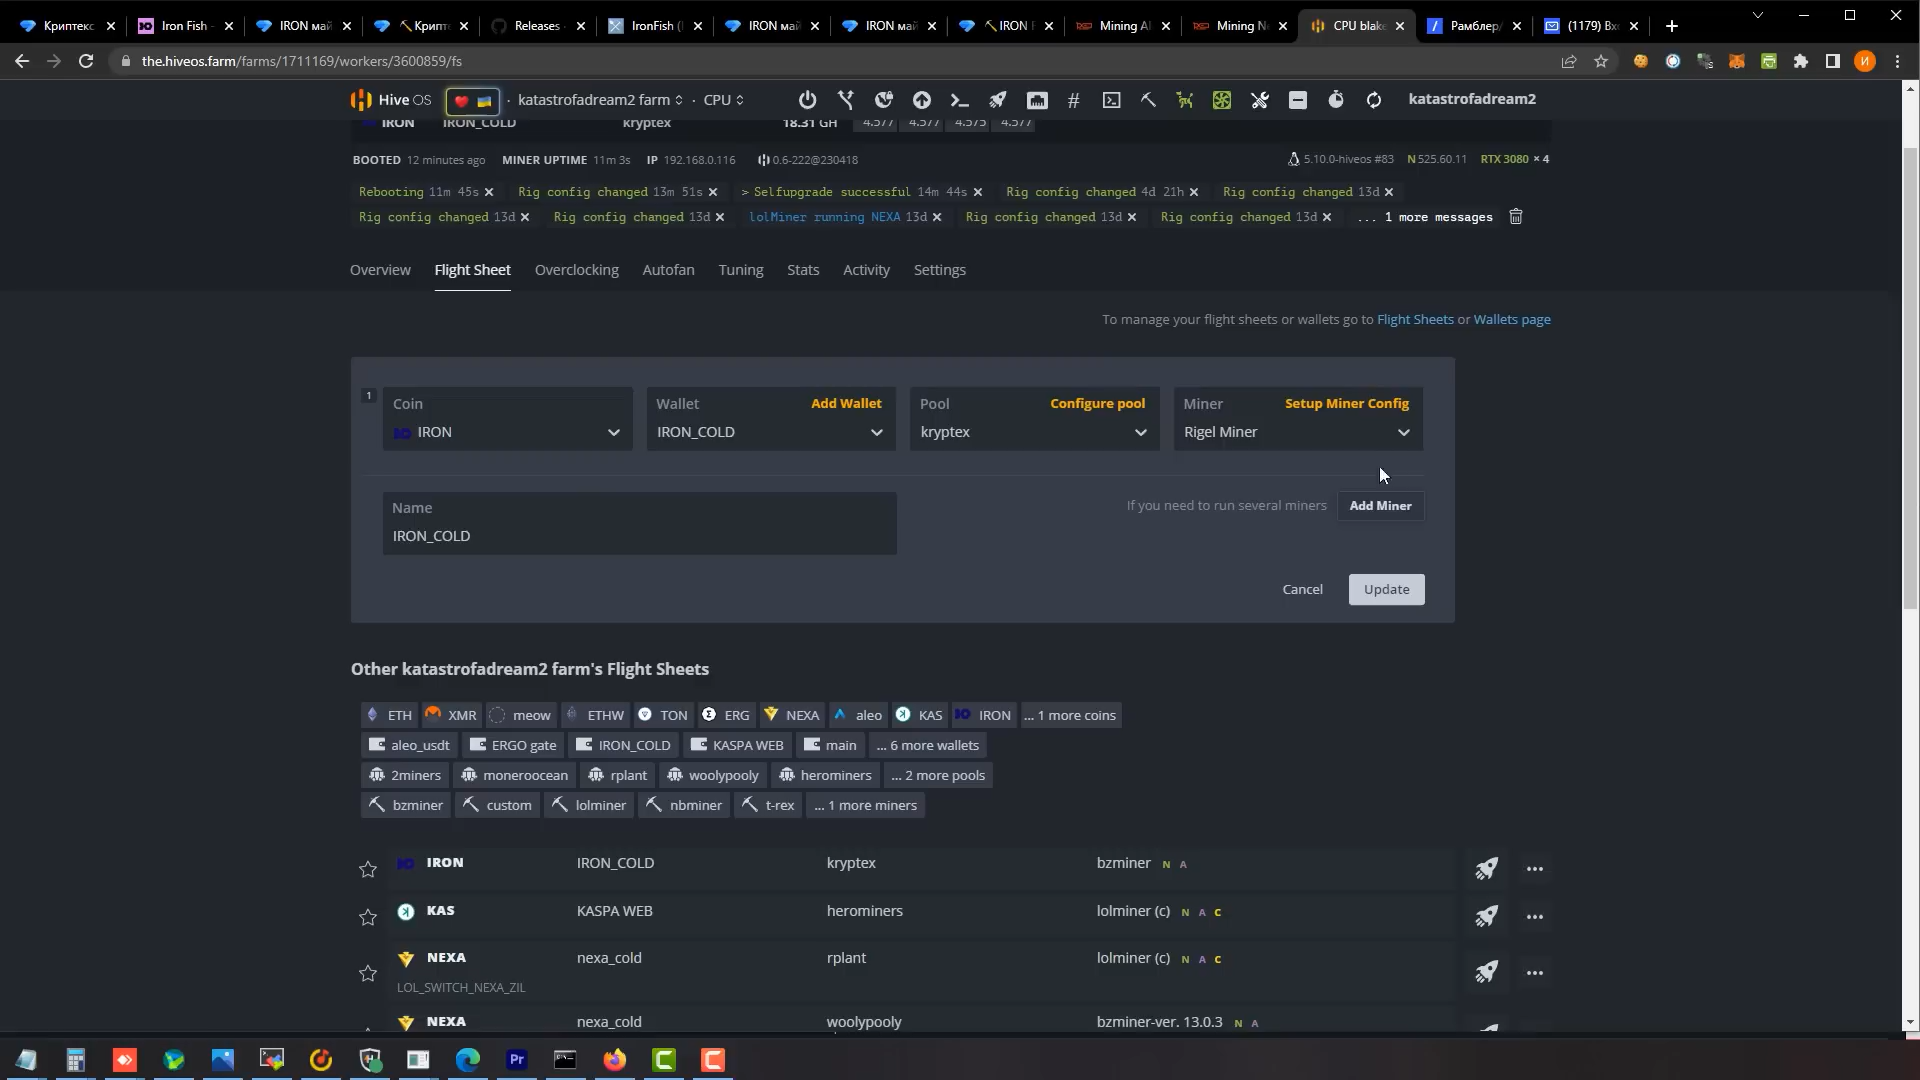 Криптекс
Iron Fish -
IRON май
Крипт
Releases ·
IronFish (I
IRON май
IRON май
IRON F
Mining Al
Mining N
CPU blake
Рамблер/
(1179) Вхо
the.hiveos.farm/farms/1711169/workers/3600859/fs
И
Hive OS · katastrofadream2 farm · CPU katastrofadream2
IRON IRON_COLD kryptex 18.31 GH 4.577 4.577 4.575 4.577
BOOTED 12 minutes ago MINER UPTIME 11m 3s IP 192.168.0.116 0.6-222@230418 5.10.0-hiveos #83 N 525.60.11 RTX 3080 × 4
Rebooting 11m 45s Rig config changed 13m 51s > Selfupgrade successful 14m 44s Rig config changed 4d 21h Rig config changed 13d
Rig config changed 13d Rig config changed 13d lolMiner running NEXA 13d Rig config changed 13d Rig config changed 13d ... 1 more messages
Overview Flight Sheet Overclocking Autofan Tuning Stats Activity Settings
To manage your flight sheets or wallets go to Flight Sheets or Wallets page
1 Coin Wallet Add Wallet Pool Configure pool Miner Setup Miner Config
IRON IRON_COLD kryptex Rigel Miner
Name
IRON_COLD
If you need to run several miners Add Miner
Cancel Update
Other katastrofadream2 farm's Flight Sheets
ETH XMR meow ETHW TON ERG NEXA aleo KAS IRON ... 1 more coins
aleo_usdt ERGO gate IRON_COLD KASPA WEB main ... 6 more wallets
2miners moneroocean rplant woolypooly herominers ... 2 more pools
bzminer custom lolminer nbminer t-rex ... 1 more miners
IRON IRON_COLD kryptex bzminer N A
KAS KASPA WEB herominers lolminer (c) N A C
NEXA nexa_cold rplant lolminer (c) N A C
LOL_SWITCH_NEXA_ZIL
NEXA nexa_cold woolypooly bzminer-ver. 13.0.3 N A
Pr